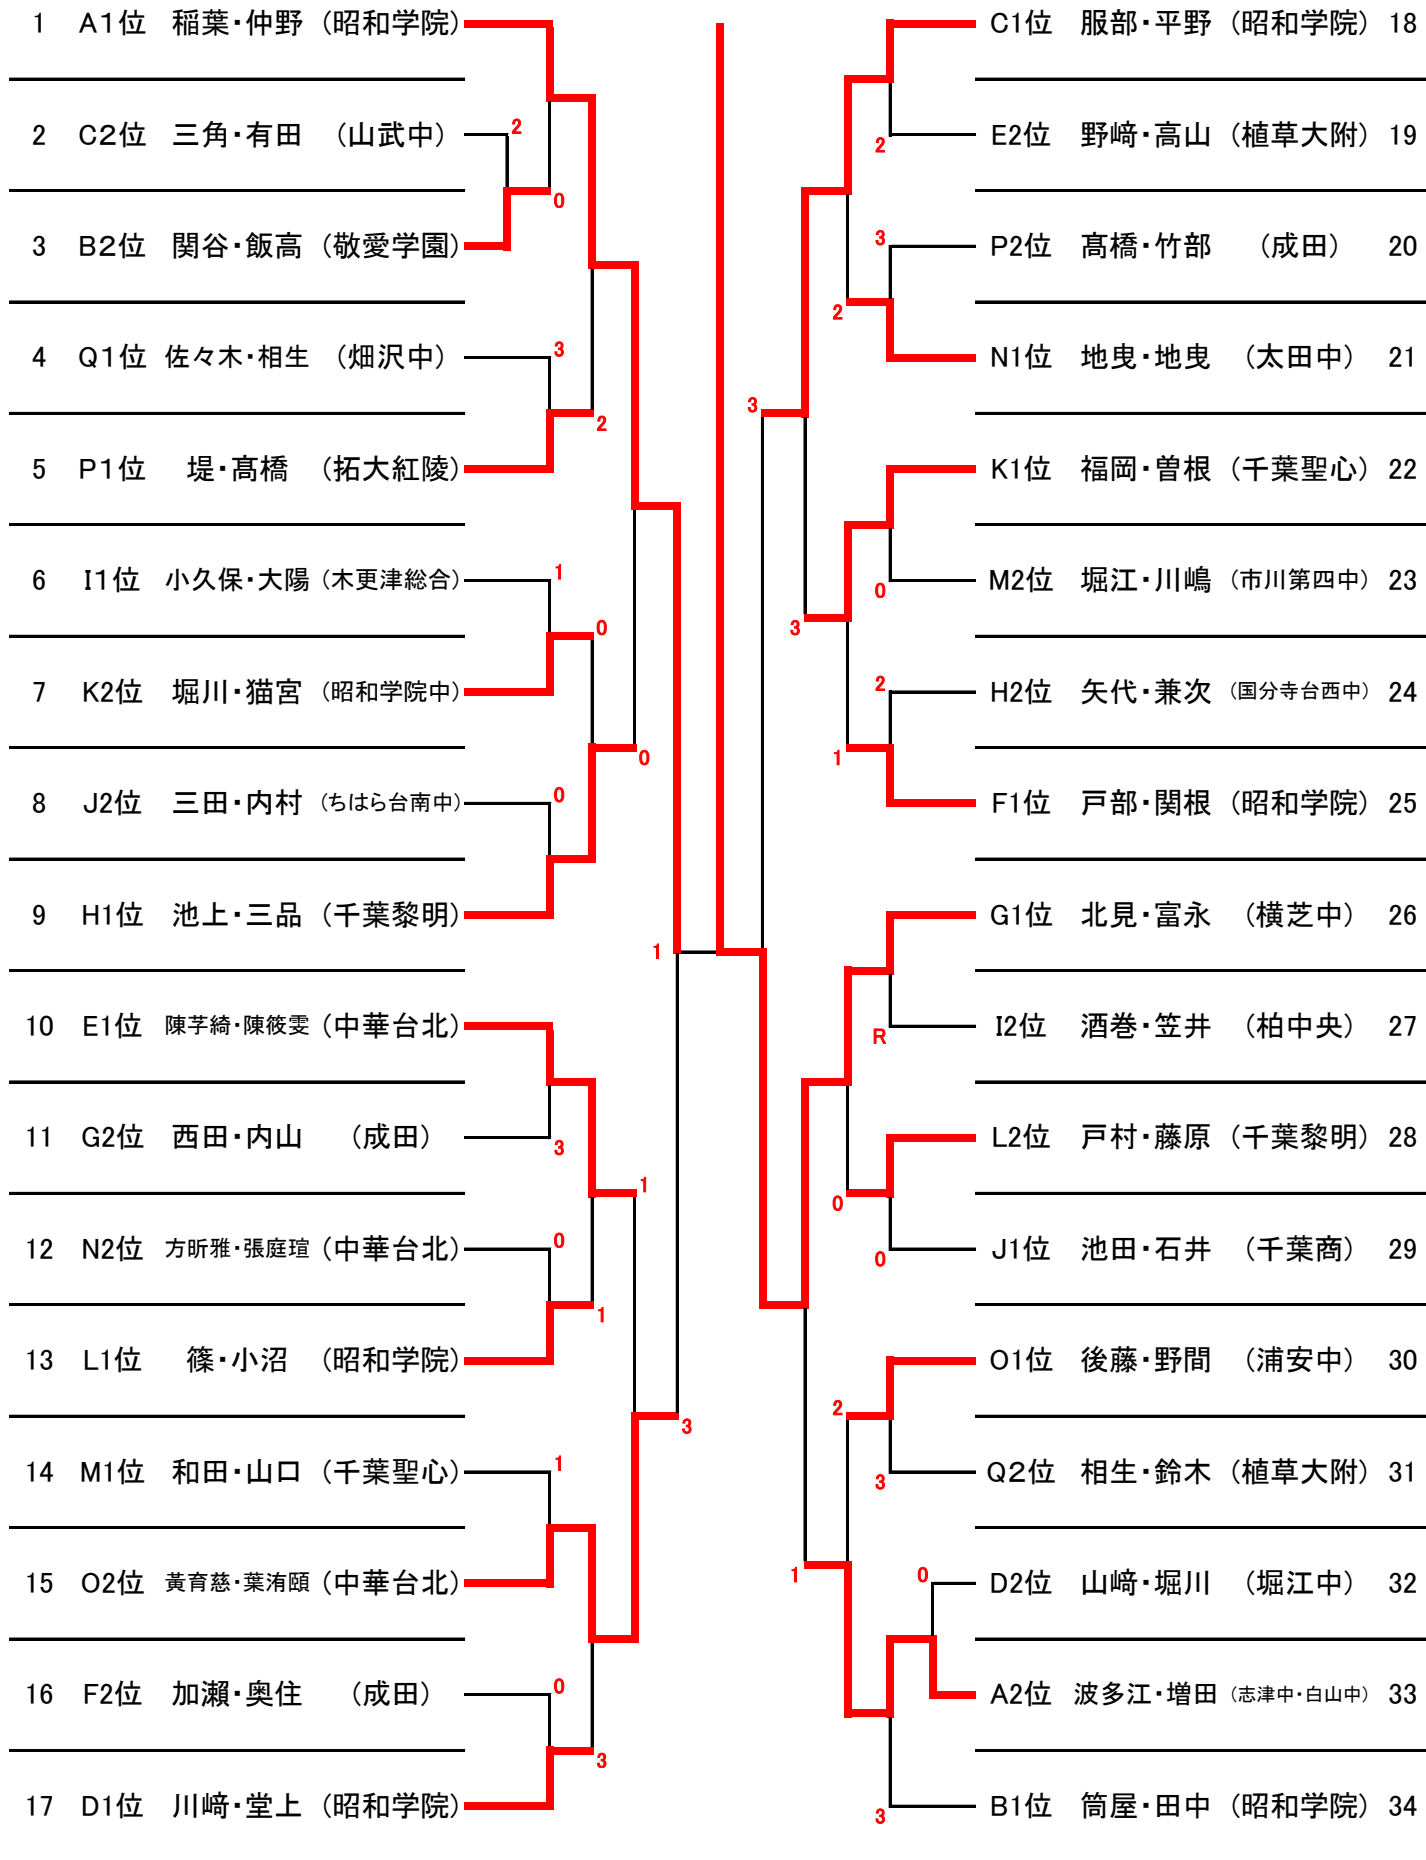 1 A1位 稲葉・仲野 (昭和学院)
2 C2位 三角・有田 (山武中)
3 B2位 関谷・飯高 (敬愛学園)
4 Q1位 佐々木・相生 (畑沢中)
5 P1位 堤・髙橋 (拓大紅陵)
6 I1位 小久保・大陽 (木更津総合)
7 K2位 堀川・猫宮 (昭和学院中)
8 J2位 三田・内村 (ちはら台南中)
9 H1位 池上・三品 (千葉黎明)
10 E1位 陳芓綺・陳筱雯 (中華台北)
11 G2位 西田・内山 (成田)
12 N2位 方昕雅・張庭瑄 (中華台北)
13 L1位 篠・小沼 (昭和学院)
14 M1位 和田・山口 (千葉聖心)
15 O2位 黃育慈・葉洧頤 (中華台北)
16 F2位 加瀬・奥住 (成田)
17 D1位 川﨑・堂上 (昭和学院)
2
0
3
2
1
0
0
0
1
3
1
0
1
3
1
0
3
C1位 服部・平野 (昭和学院) 18
E2位 野﨑・高山 (植草大附) 19
P2位 髙橋・竹部 (成田) 20
N1位 地曳・地曳 (太田中) 21
K1位 福岡・曽根 (千葉聖心) 22
M2位 堀江・川嶋 (市川第四中) 23
H2位 矢代・兼次 (国分寺台西中) 24
F1位 戸部・関根 (昭和学院) 25
G1位 北見・富永 (横芝中) 26
I2位 酒巻・笠井 (柏中央) 27
L2位 戸村・藤原 (千葉黎明) 28
J1位 池田・石井 (千葉商) 29
O1位 後藤・野間 (浦安中) 30
Q2位 相生・鈴木 (植草大附) 31
D2位 山﨑・堀川 (堀江中) 32
A2位 波多江・増田 (志津中・白山中) 33
B1位 筒屋・田中 (昭和学院) 34
2
3
2
3
0
3
2
1
R
0
0
2
3
1
0
3